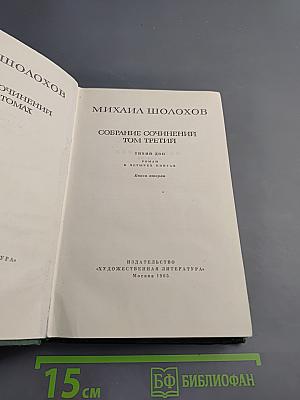 ШОЛОХОВ
СОЧИНЕНИЙ
ТОМАХ
УРА»
МИХАИЛ ШОЛОХОВ
СОБРАНИЕ СОЧИНЕНИЙ
ТОМ ТРЕТИЙ
ТИХИЙ ДОН
РОМАН
В ЧЕТЫРЕХ КНИГАХ
Книга вторая
ИЗДАТЕЛЬСТВО
«ХУДОЖЕСТВЕННАЯ ЛИТЕРАТУРА»
Москва 1965
15 см
БФ БИБЛИОФАН